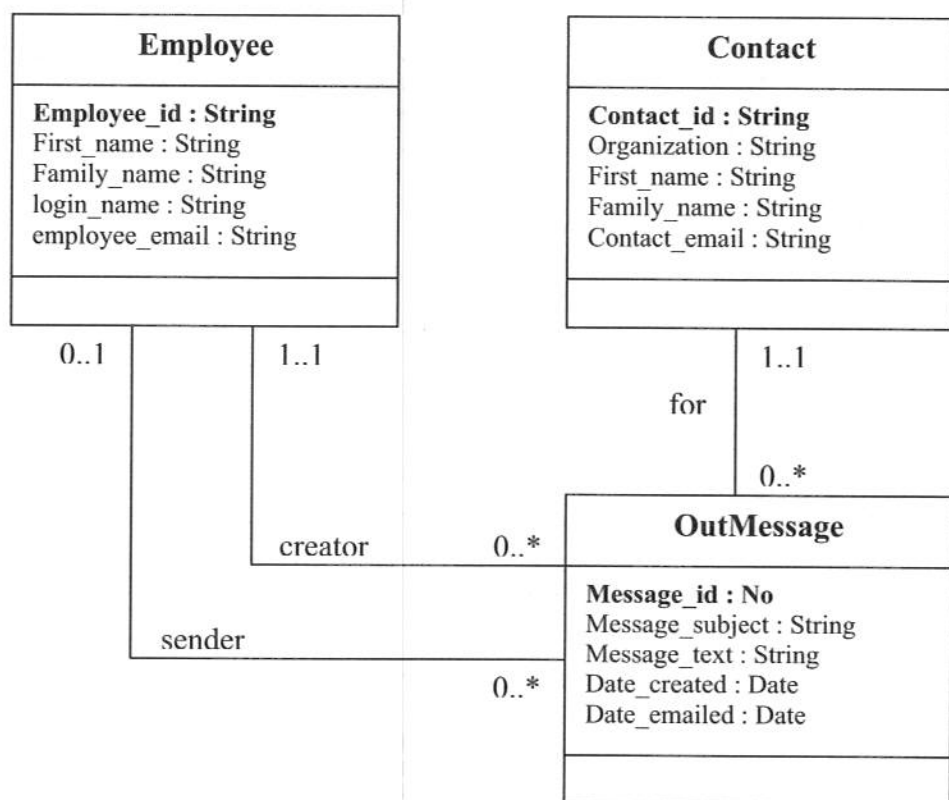 Employee
Employee_id : String
First_name : String
Family_name : String
login_name : String
employee_email : String
Contact
Contact_id : String
Organization : String
First_name : String
Family_name : String
Contact_email : String
0..1
1..1
1..1
for
0..*
creator
0..*
sender
0..*
OutMessage
Message_id : No
Message_subject : String
Message_text : String
Date_created : Date
Date_emailed : Date